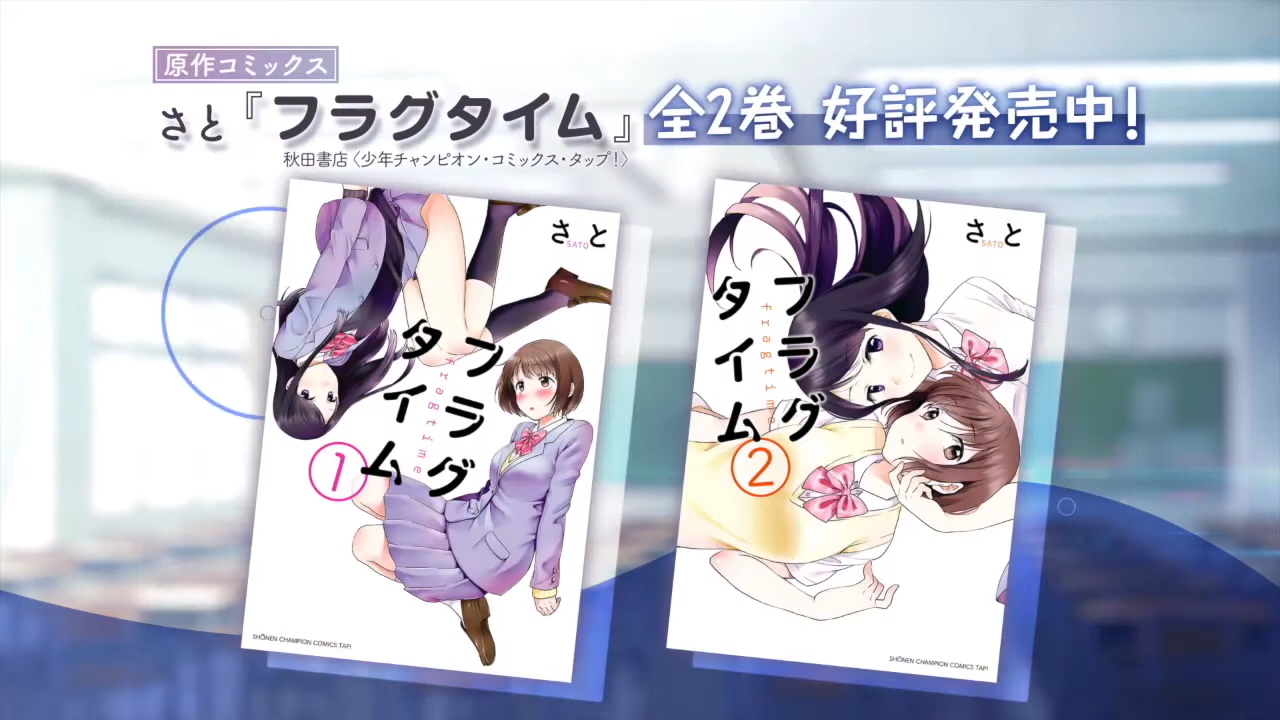 原作コミックス
さと『フラグタイム』全2巻 好評発売中!
秋田書店〈少年チャンピオン・コミックス・タップ!〉
さと
SATO
フラグ
タイム
fragtime
1
SHŌNEN CHAMPION COMICS TAP!
さと
SATO
フラグ
タイム
fragtime
2
SHŌNEN CHAMPION COMICS TAP!